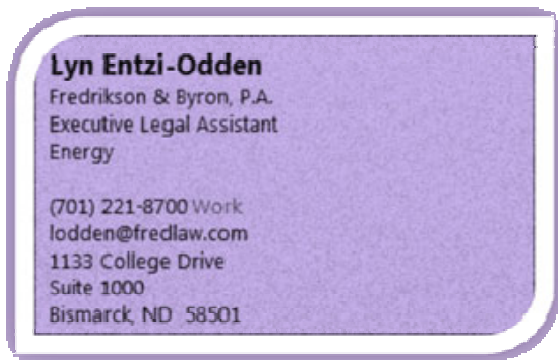 Lyn Entzi-Odden
Fredrikson & Byron, P.A.
Executive Legal Assistant
Energy
(701) 221-8700 Work
lodden@fredlaw.com
1133 College Drive
Suite 1000
Bismarck, ND  58501